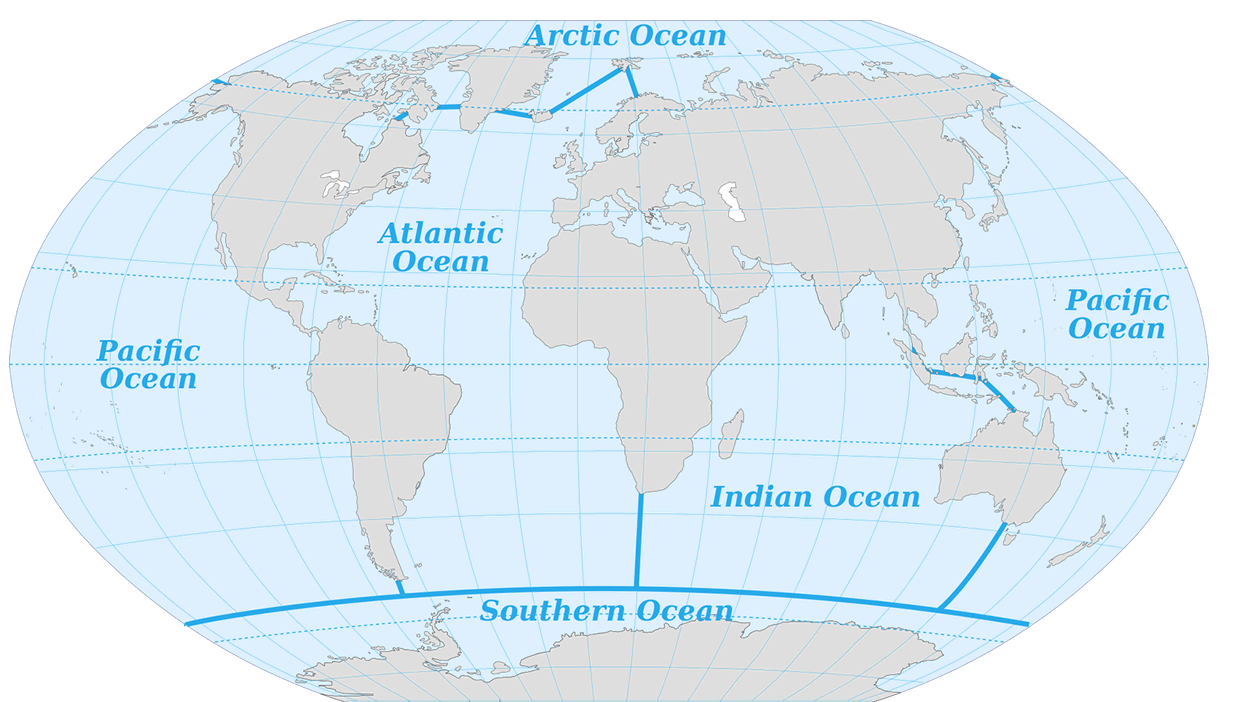 Arctic Ocean
Atlantic
Ocean
Pacific
Ocean
Pacific
Ocean
Indian Ocean
Southern Ocean